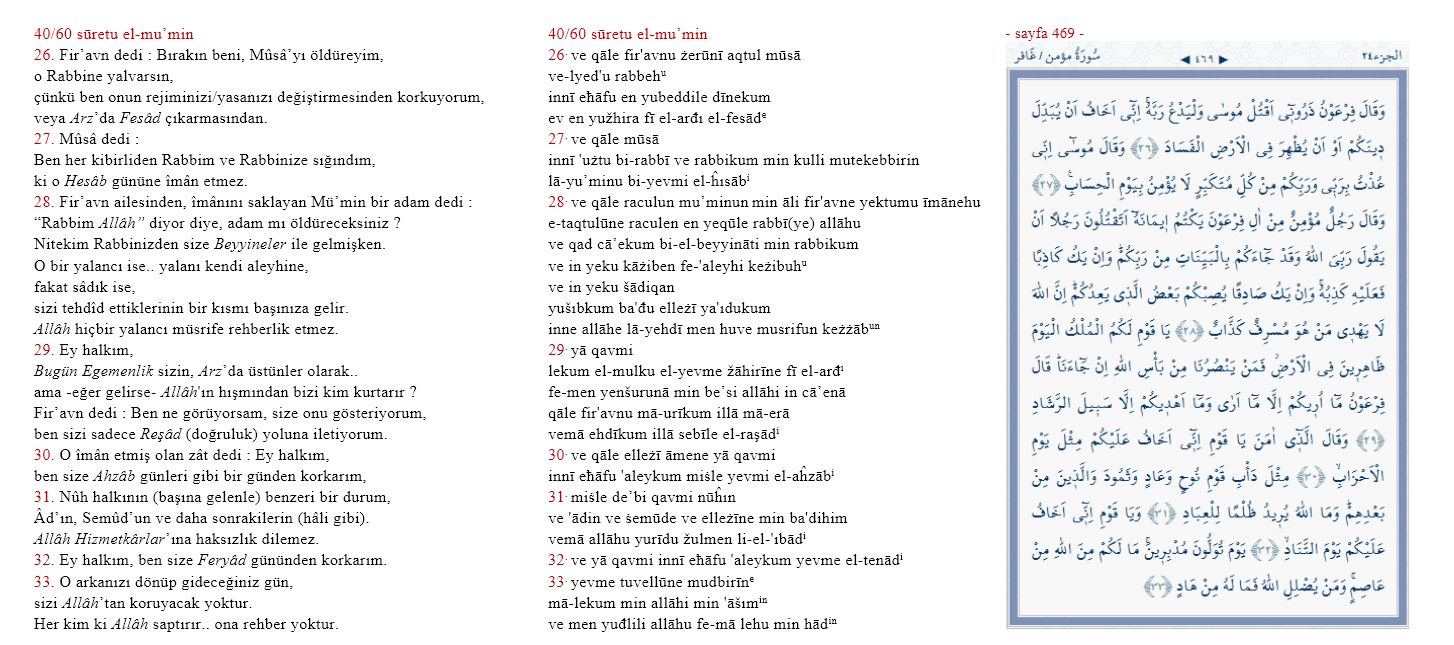 40/60 sūretu el-mu’min
26. Fir’avn dedi : Bırakın beni, Mûsâ’yı öldüreyim,
o Rabbine yalvarsın,
çünkü ben onun rejiminizi/yasanızı değiştirmesinden korkuyorum,
veya Arz’da Fesâd çıkarmasından.
27. Mûsâ dedi :
Ben her kibirliden Rabbim ve Rabbinize sığındım,
ki o Hesâb gününe îmân etmez.
28. Fir’avn ailesinden, îmânını saklayan Mü’min bir adam dedi :
“Rabbim Allâh” diyor diye, adam mı öldüreceksiniz ?
Nitekim Rabbinizden size Beyyineler ile gelmişken.
O bir yalancı ise.. yalanı kendi aleyhine,
fakat sâdık ise,
sizi tehdîd ettiklerinin bir kısmı başınıza gelir.
Allâh hiçbir yalancı müsrife rehberlik etmez.
29. Ey halkım,
Bugün Egemenlik sizin, Arz’da üstünler olarak..
ama -eğer gelirse- Allâh'ın hışmından bizi kim kurtarır ?
Fir’avn dedi : Ben ne görüyorsam, size onu gösteriyorum,
ben sizi sadece Reşâd (doğruluk) yoluna iletiyorum.
30. O îmân etmiş olan zât dedi : Ey halkım,
ben size Ahzâb günleri gibi bir günden korkarım,
31. Nûh halkının (başına gelenle) benzeri bir durum,
Âd’ın, Semûd’un ve daha sonrakilerin (hâli gibi).
Allâh Hizmetkârlar’ına haksızlık dilemez.
32. Ey halkım, ben size Feryâd gününden korkarım.
33. O arkanızı dönüp gideceğiniz gün,
sizi Allâh’tan koruyacak yoktur.
Her kim ki Allâh saptırır.. ona rehber yoktur.
40/60 sūretu el-mu’min
26. ve qāle fir'avnu żerūnī aqtul mūsā
ve-lyed'u rabbehᵘ
innī eħāfu en yubeddile dīnekum
ev en yużhira fī el-arđı el-fesādᵉ
27. ve qāle mūsā
innī 'użtu bi-rabbī ve rabbikum min kulli mutekebbirin
lā-yu’minu bi-yevmi el-ĥısābⁱ
28. ve qāle raculun mu’minun min āli fir'avne yektumu īmānehu
e-taqtulūne raculen en yeqūle rabbī(ye) allāhu
ve qad cā’ekum bi-el-beyyināti min rabbikum
ve in yeku kāżiben fe-'aleyhi keżibuhᵘ
ve in yeku šādiqan
yušıbkum ba'đu elleżī ya'ıdukum
inne allāhe lā-yehdī men huve musrifun keżżābᵘⁿ
29. yā qavmi
lekum el-mulku el-yevme žāhirīne fī el-arđⁱ
fe-men yenšurunā min be’si allāhi in cā’enā
qāle fir'avnu mā-urīkum illā mā-erā
vemā ehdīkum illā sebīle el-raşādⁱ
30. ve qāle elleżī āmene yā qavmi
innī eħāfu 'aleykum miśle yevmi el-aĥzābⁱ
31. miśle de’bi qavmi nūĥın
ve 'ādin ve śemūde ve elleżīne min ba'dihim
vemā allāhu yurīdu žulmen li-el-'ıbādⁱ
32. ve yā qavmi innī eħāfu 'aleykum yevme el-tenādⁱ
33. yevme tuvellūne mudbirīnᵉ
mā-lekum min allāhi min 'āšımⁱⁿ
ve men yuđlili allāhu fe-mā lehu min hādⁱⁿ
- sayfa 469 -
الجزء ٢٤ ◀ ٤٦٩ ▶ سُورَةُ مؤمن / غَافر
وَقَالَ فِرْعَوْنُ ذَرُونٖٓي اَقْتُلْ مُوسٰى وَلْيَدْعُ رَبَّهُۚ اِنّٖٓي اَخَافُ اَنْ يُبَدِّلَ
دٖينَكُمْ اَوْ اَنْ يُظْهِرَ فِي الْاَرْضِ الْفَسَادَ ﴿٢٦﴾ وَقَالَ مُوسٰٓى اِنّٖي
عُذْتُ بِرَبّٖي وَرَبِّكُمْ مِنْ كُلِّ مُتَكَبِّرٍ لَا يُؤْمِنُ بِيَوْمِ الْحِسَابِ۟ ﴿٢٧﴾
وَقَالَ رَجُلٌ مُؤْمِنٌۗ مِنْ اٰلِ فِرْعَوْنَ يَكْتُمُ اٖيمَانَهُٓ اَتَقْتُلُونَ رَجُلًا اَنْ
يَقُولَ رَبِّيَ اللّٰهُ وَقَدْ جَٓاءَكُمْ بِالْبَيِّنَاتِ مِنْ رَبِّكُمْۜ وَاِنْ يَكُ كَاذِبًا
فَعَلَيْهِ كَذِبُهُۚ وَاِنْ يَكُ صَادِقًا يُصِبْكُمْ بَعْضُ الَّذٖي يَعِدُكُمْۜ اِنَّ اللّٰهَ
لَا يَهْدٖي مَنْ هُوَ مُسْرِفٌ كَذَّابٌ ﴿٢٨﴾ يَا قَوْمِ لَكُمُ الْمُلْكُ الْيَوْمَ
ظَاهِرٖينَ فِي الْاَرْضِۘ فَمَنْ يَنْصُرُنَا مِنْ بَأْسِ اللّٰهِ اِنْ جَٓاءَنَاۜ قَالَ
فِرْعَوْنُ مَٓا اُرٖيكُمْ اِلَّا مَٓا اَرٰى وَمَٓا اَهْدٖيكُمْ اِلَّا سَبٖيلَ الرَّشَادِ
﴿٢٩﴾ وَقَالَ الَّذٖٓي اٰمَنَ يَا قَوْمِ اِنّٖٓي اَخَافُ عَلَيْكُمْ مِثْلَ يَوْمِ
الْاَحْزَابِۙ ﴿٣٠﴾ مِثْلَ دَأْبِ قَوْمِ نُوحٍ وَعَادٍ وَثَمُودَ وَالَّذٖينَ مِنْ
بَعْدِهِمْۜ وَمَا اللّٰهُ يُرٖيدُ ظُلْمًا لِلْعِبَادِ ﴿٣١﴾ وَيَا قَوْمِ اِنّٖٓي اَخَافُ
عَلَيْكُمْ يَوْمَ التَّنَادِۙ ﴿٣٢﴾ يَوْمَ تُوَلُّونَ مُدْبِرٖينَۚ مَا لَكُمْ مِنَ اللّٰهِ مِنْ
عَاصِمٍۚ وَمَنْ يُضْلِلِ اللّٰهُ فَمَا لَهُ مِنْ هَادٍ ﴿٣٣﴾